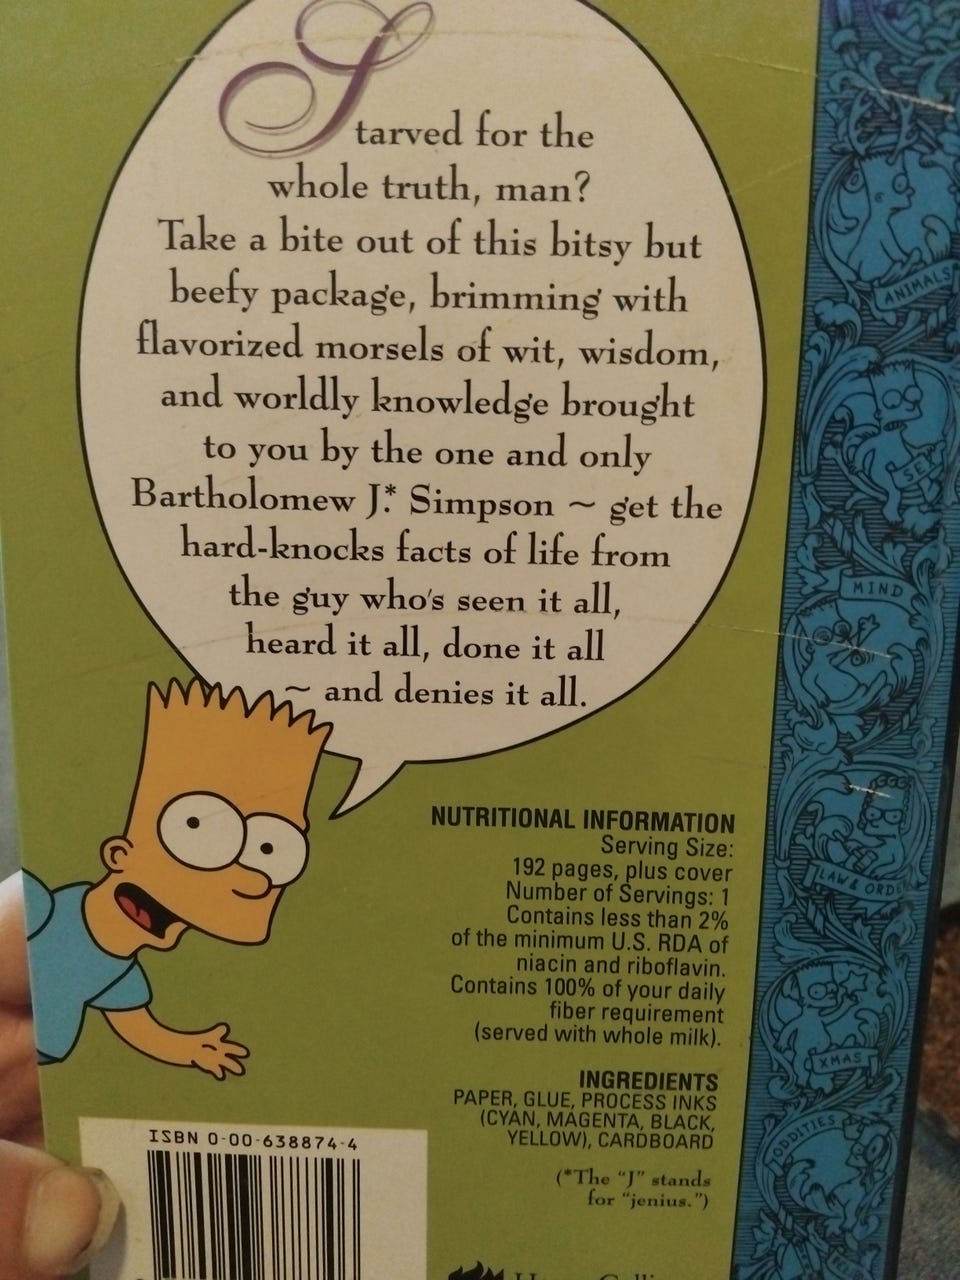 Starved for the
whole truth, man?
Take a bite out of this bitsy but
beefy package, brimming with
flavorized morsels of wit, wisdom,
and worldly knowledge brought
to you by the one and only
Bartholomew J.* Simpson ~ get the
hard-knocks facts of life from
the guy who's seen it all,
heard it all, done it all
~ and denies it all.
NUTRITIONAL INFORMATION
Serving Size:
192 pages, plus cover
Number of Servings: 1
Contains less than 2%
of the minimum U.S. RDA of
niacin and riboflavin.
Contains 100% of your daily
fiber requirement
(served with whole milk).
INGREDIENTS
PAPER, GLUE, PROCESS INKS
(CYAN, MAGENTA, BLACK,
YELLOW), CARDBOARD
(*The "J" stands
for "jenius.")
ISBN 0-00-638874-4
ANIMALS
SEX
MIND
LAW & ORDE
XMAS
ODDITIES